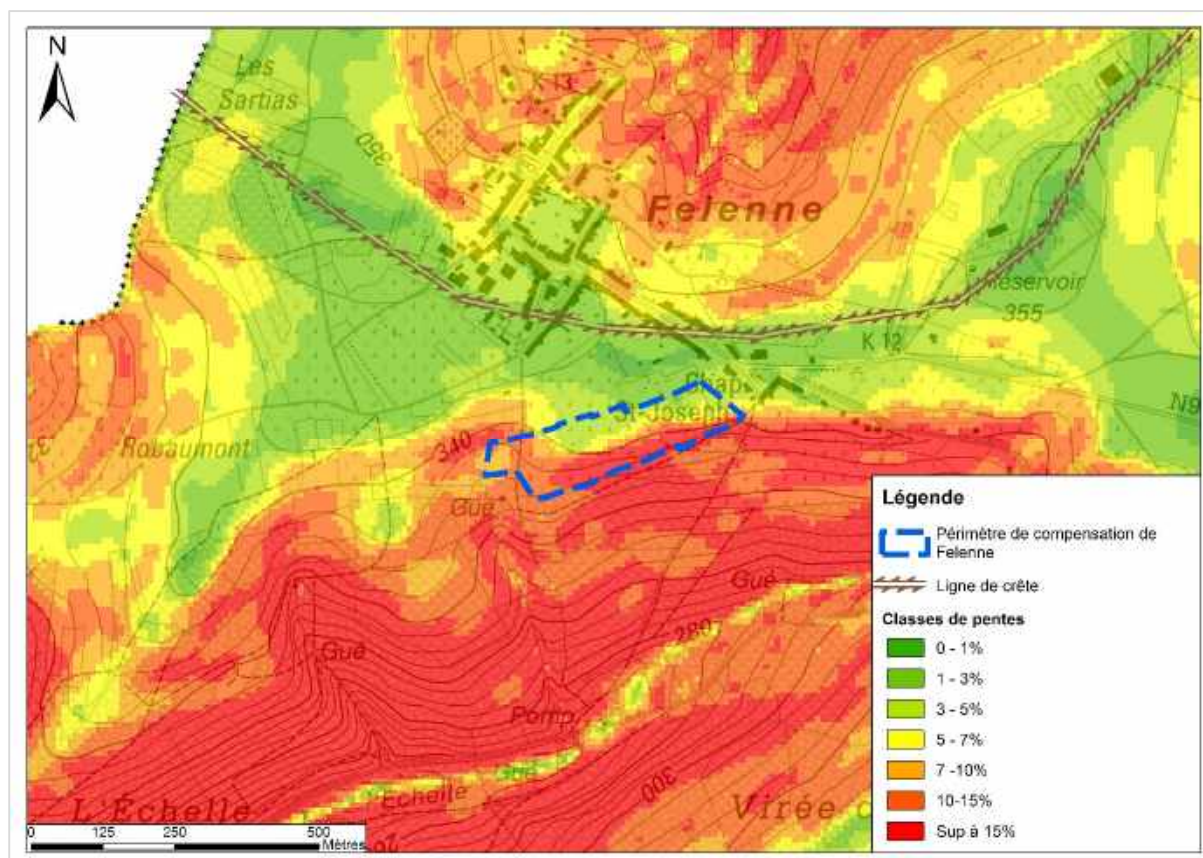 N
Les
Sartias
K 13
350
Felenne
Réservoir
355
K 12
Chap.
St-Joseph
Robaumont
340
Gué
Gué
Gué
280
Pomp.
Gué
Échelle
L'Échelle
300
Virée d
0 125 250 500
Mètres
Légende
Périmètre de compensation de
Felenne
Ligne de crête
Classes de pentes
0 - 1%
1 - 3%
3 - 5%
5 - 7%
7 - 10%
10-15%
Sup à 15%